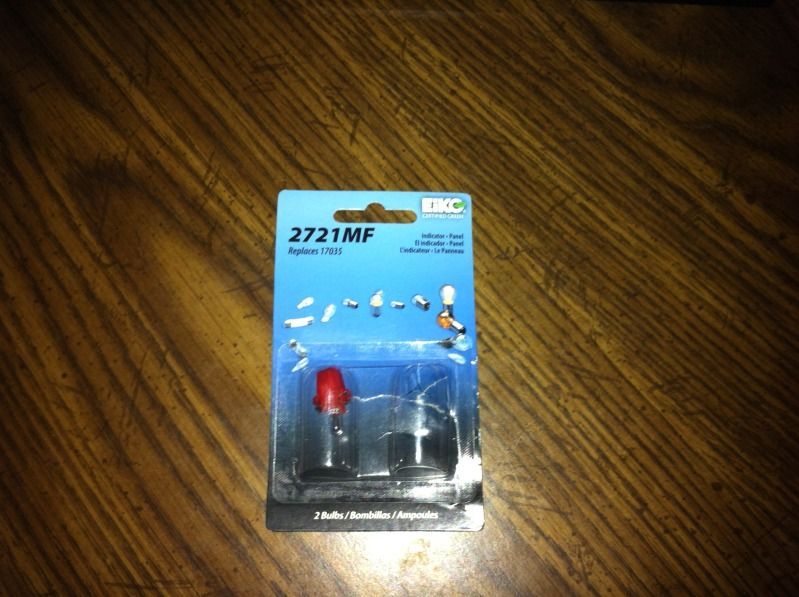 EiKO
CERTIFIED GREEN
2721MF
Replaces 17035
Indicator - Panel
El indicador - Panel
L'indicateur - Le Panneau
2 Bulbs / Bombillas / Ampoules